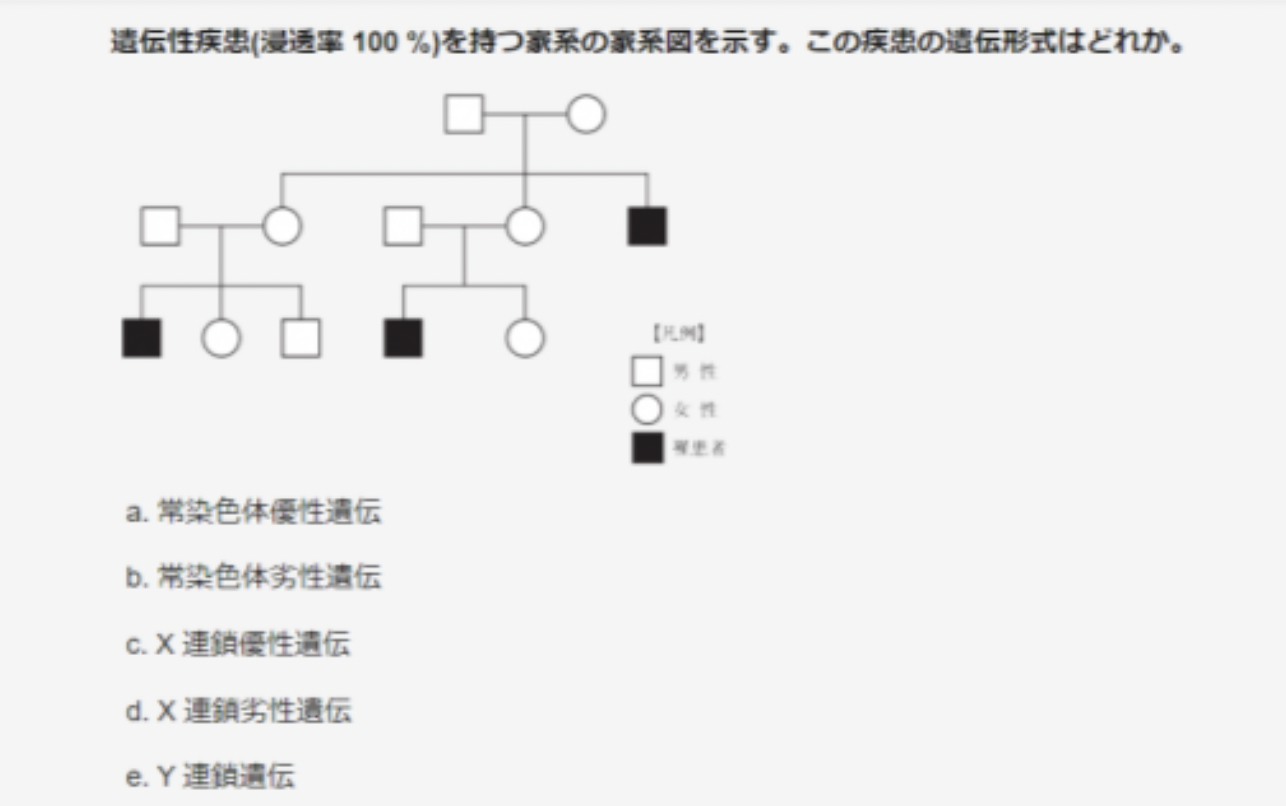 遺伝性疾患(浸透率 100 %)を持つ家系の家系図を示す。この疾患の遺伝形式はどれか。
【凡例】
男 性
女 性
罹患者
a. 常染色体優性遺伝
b. 常染色体劣性遺伝
c. X 連鎖優性遺伝
d. X 連鎖劣性遺伝
e. Y 連鎖遺伝